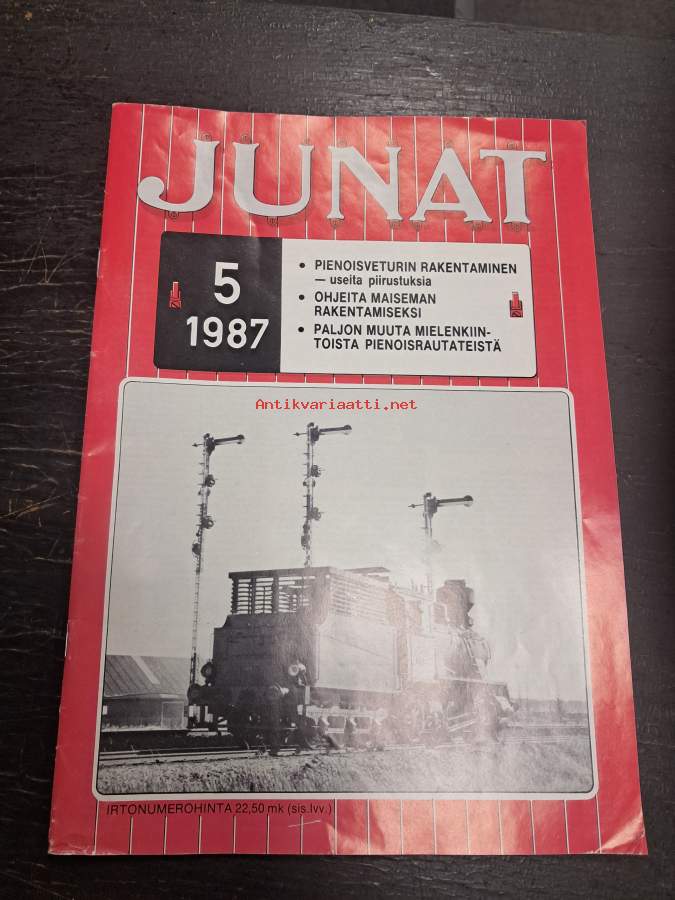 JUNAT
5
1987
• PIENOISVETURIN RAKENTAMINEN
— useita piirustuksia
• OHJEITA MAISEMAN
RAKENTAMISEKSI
• PALJON MUUTA MIELENKIIN-
TOISTA PIENOISRAUTATEISTÄ
Antikvariaatti.net
IRTONUMEROHINTA 22,50 mk (sis.lvv.)